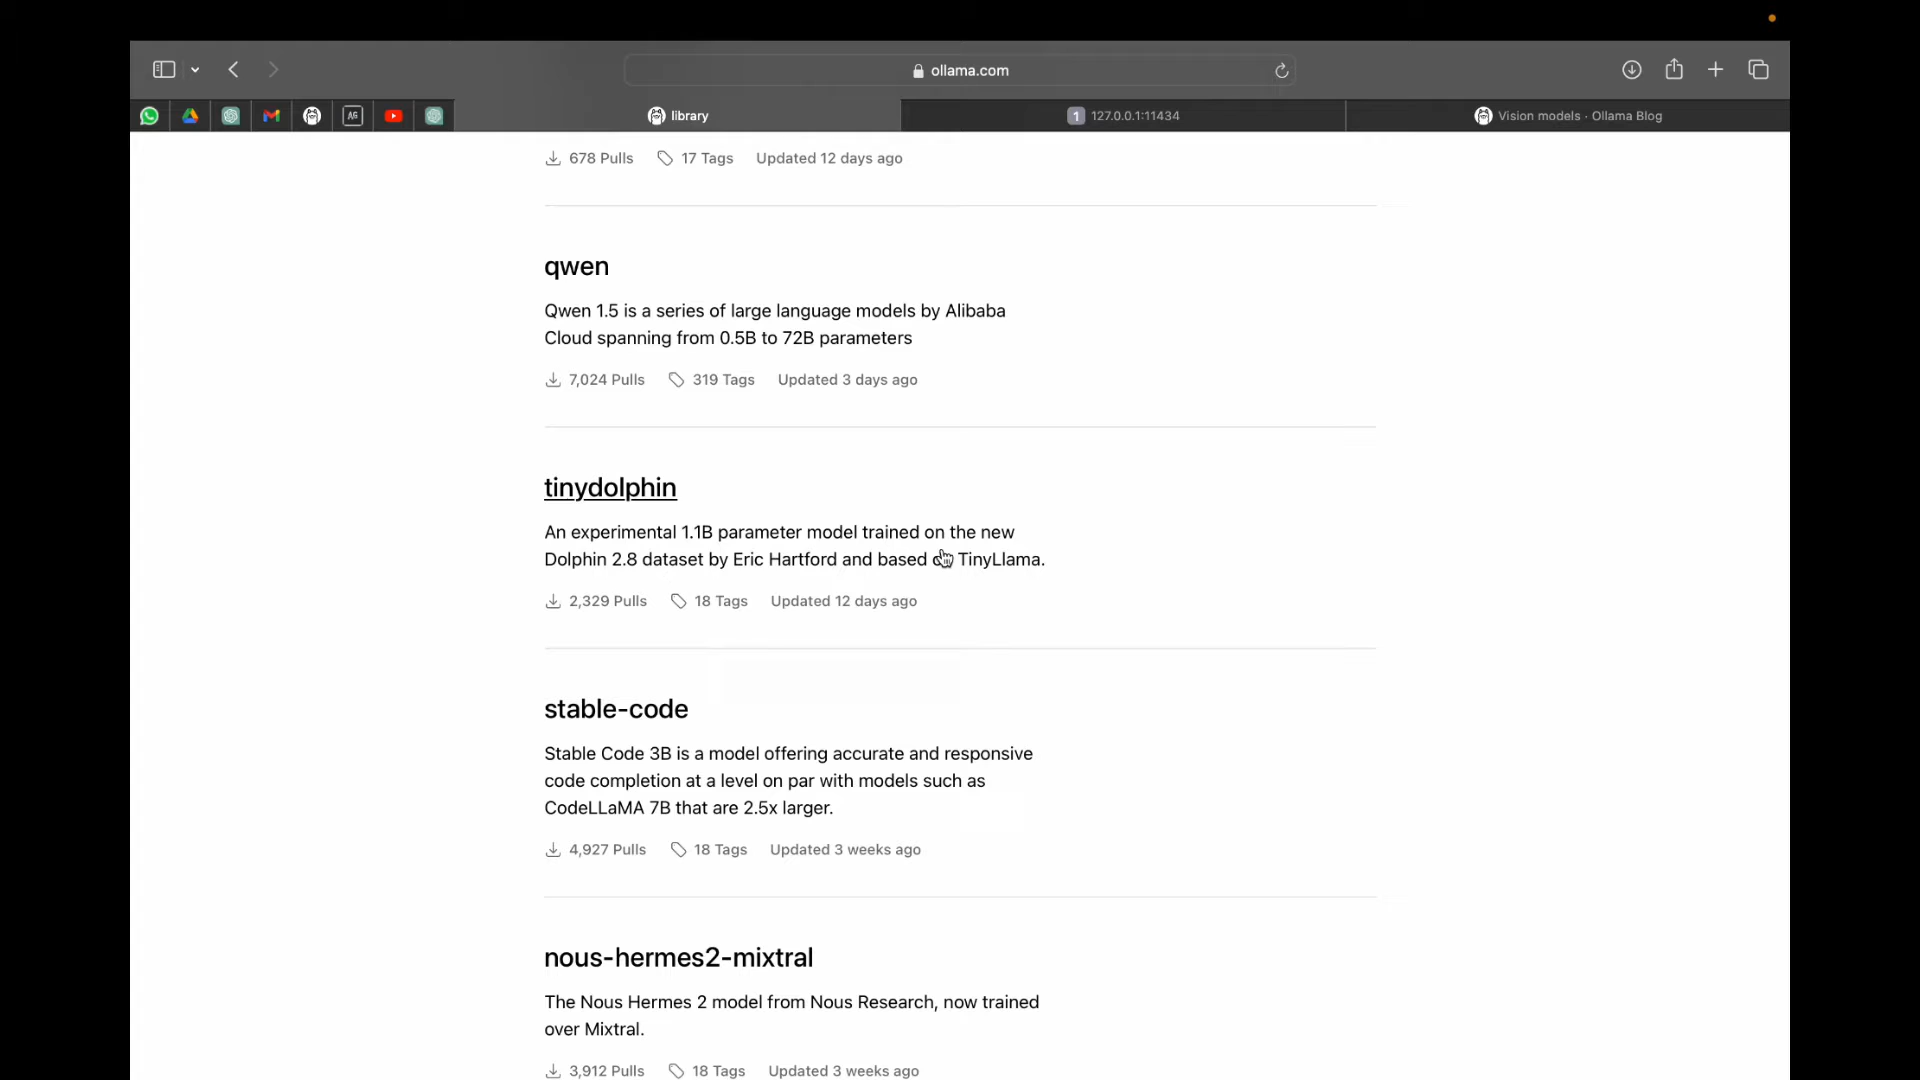 ollama.com
AG
library
1 127.0.0.1:11434
Vision models · Ollama Blog
678 Pulls 17 Tags Updated 12 days ago
qwen
Qwen 1.5 is a series of large language models by Alibaba
Cloud spanning from 0.5B to 72B parameters
7,024 Pulls 319 Tags Updated 3 days ago
tinydolphin
An experimental 1.1B parameter model trained on the new
Dolphin 2.8 dataset by Eric Hartford and based TinyLlama.
2,329 Pulls 18 Tags Updated 12 days ago
stable-code
Stable Code 3B is a model offering accurate and responsive
code completion at a level on par with models such as
CodeLLaMA 7B that are 2.5x larger.
4,927 Pulls 18 Tags Updated 3 weeks ago
nous-hermes2-mixtral
The Nous Hermes 2 model from Nous Research, now trained
over Mixtral.
3,912 Pulls 18 Tags Updated 3 weeks ago